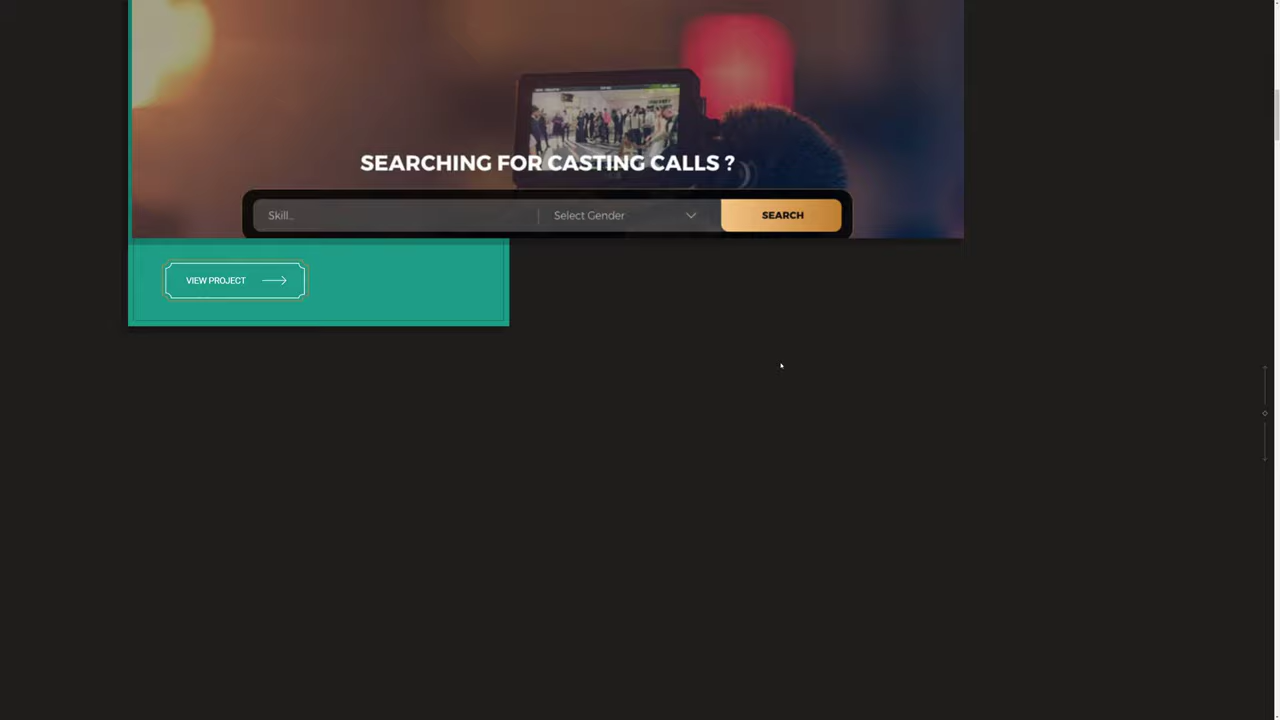 SEARCHING FOR CASTING CALLS ?
Skill... Select Gender SEARCH
VIEW PROJECT